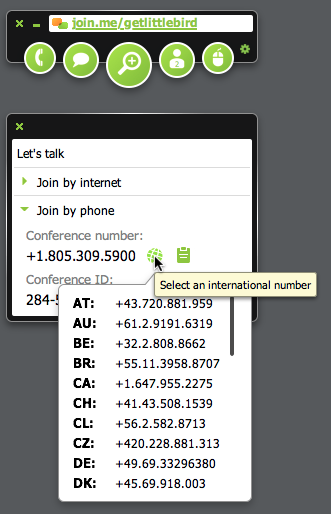 join.me/getlittlebird
2
Let's talk
Join by internet
Join by phone
Conference number:
+1.805.309.5900
Select an international number
Conference ID:
AT: +43.720.881.959
AU: +61.2.9191.6319
BE: +32.2.808.8662
BR: +55.11.3958.8707
CA: +1.647.955.2275
CH: +41.43.508.1539
CL: +56.2.582.8713
CZ: +420.228.881.313
DE: +49.69.33296380
DK: +45.69.918.003